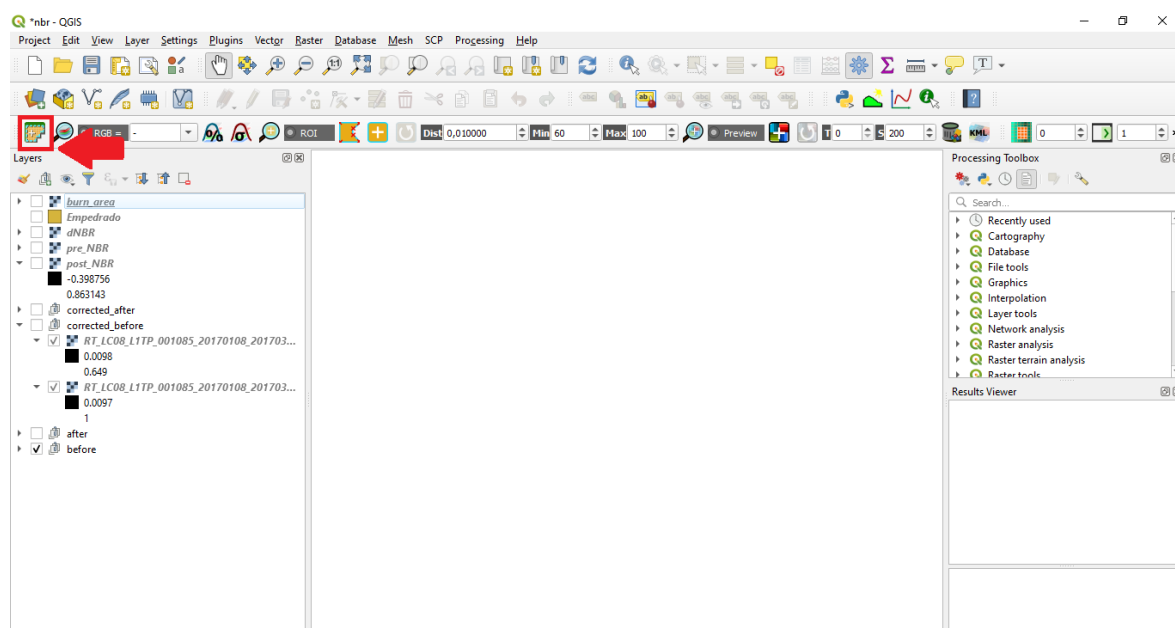 *nbr - QGIS
Project Edit View Layer Settings Plugins Vector Raster Database Mesh SCP Processing Help
RGB = - ROI Dist 0,010000 Min 60 Max 100 Preview T 0 S 200 KML 0 1
Layers
burn_area
Empedrado
dNBR
pre_NBR
post_NBR
-0.398756
0.863143
corrected_after
corrected_before
RT_LC08_L1TP_001085_20170108_201703...
0.0098
0.649
RT_LC08_L1TP_001085_20170108_201703...
0.0097
1
after
before
Processing Toolbox
Search...
Recently used
Cartography
Database
File tools
Graphics
Interpolation
Layer tools
Network analysis
Raster analysis
Raster terrain analysis
Raster tools
Results Viewer